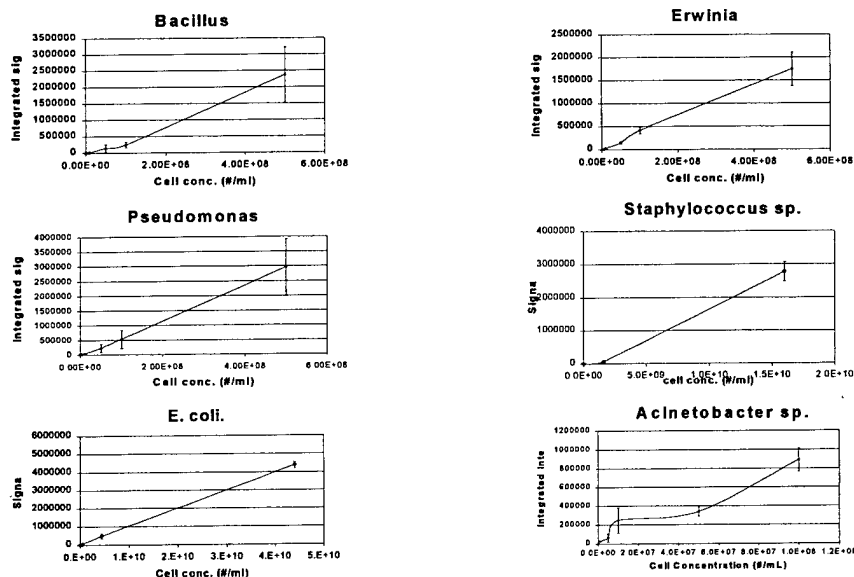 Bacillus
Integrated sig
3500000
3000000
2500000
2000000
1500000
1000000
500000
0
0.00E+00 2.00E+08 4.00E+08 6.00E+08
Cell conc. (#/ml)
Erwinia
Integrated sig
2500000
2000000
1500000
1000000
500000
0
0.00E+00 2.00E+08 4.00E+08 6.00E+08
Cell conc. (#/ml)
Pseudomonas
Integrated sig
4000000
3500000
3000000
2500000
2000000
1500000
1000000
500000
0
0.00E+00 2.00E+08 4.00E+08 6.00E+08
Cell conc. (#/ml)
Staphylococcus sp.
Signa
4000000
3000000
2000000
1000000
0
0.0E+00 5.0E+09 1.0E+10 1.5E+10 2.0E+10
cell conc. (#/ml)
E. coli.
Signa
6000000
5000000
4000000
3000000
2000000
1000000
0
0.E+00 1.E+10 2.E+10 3.E+10 4.E+10 5.E+10
Cell conc. (#/ml)
Acinetobacter sp.
Integrated inte
1200000
1000000
800000
600000
400000
200000
0
0.0E+00 2.0E+07 4.0E+07 6.0E+07 8.0E+07 1.0E+08 1.2E+0
Cell Concentration (#/mL)